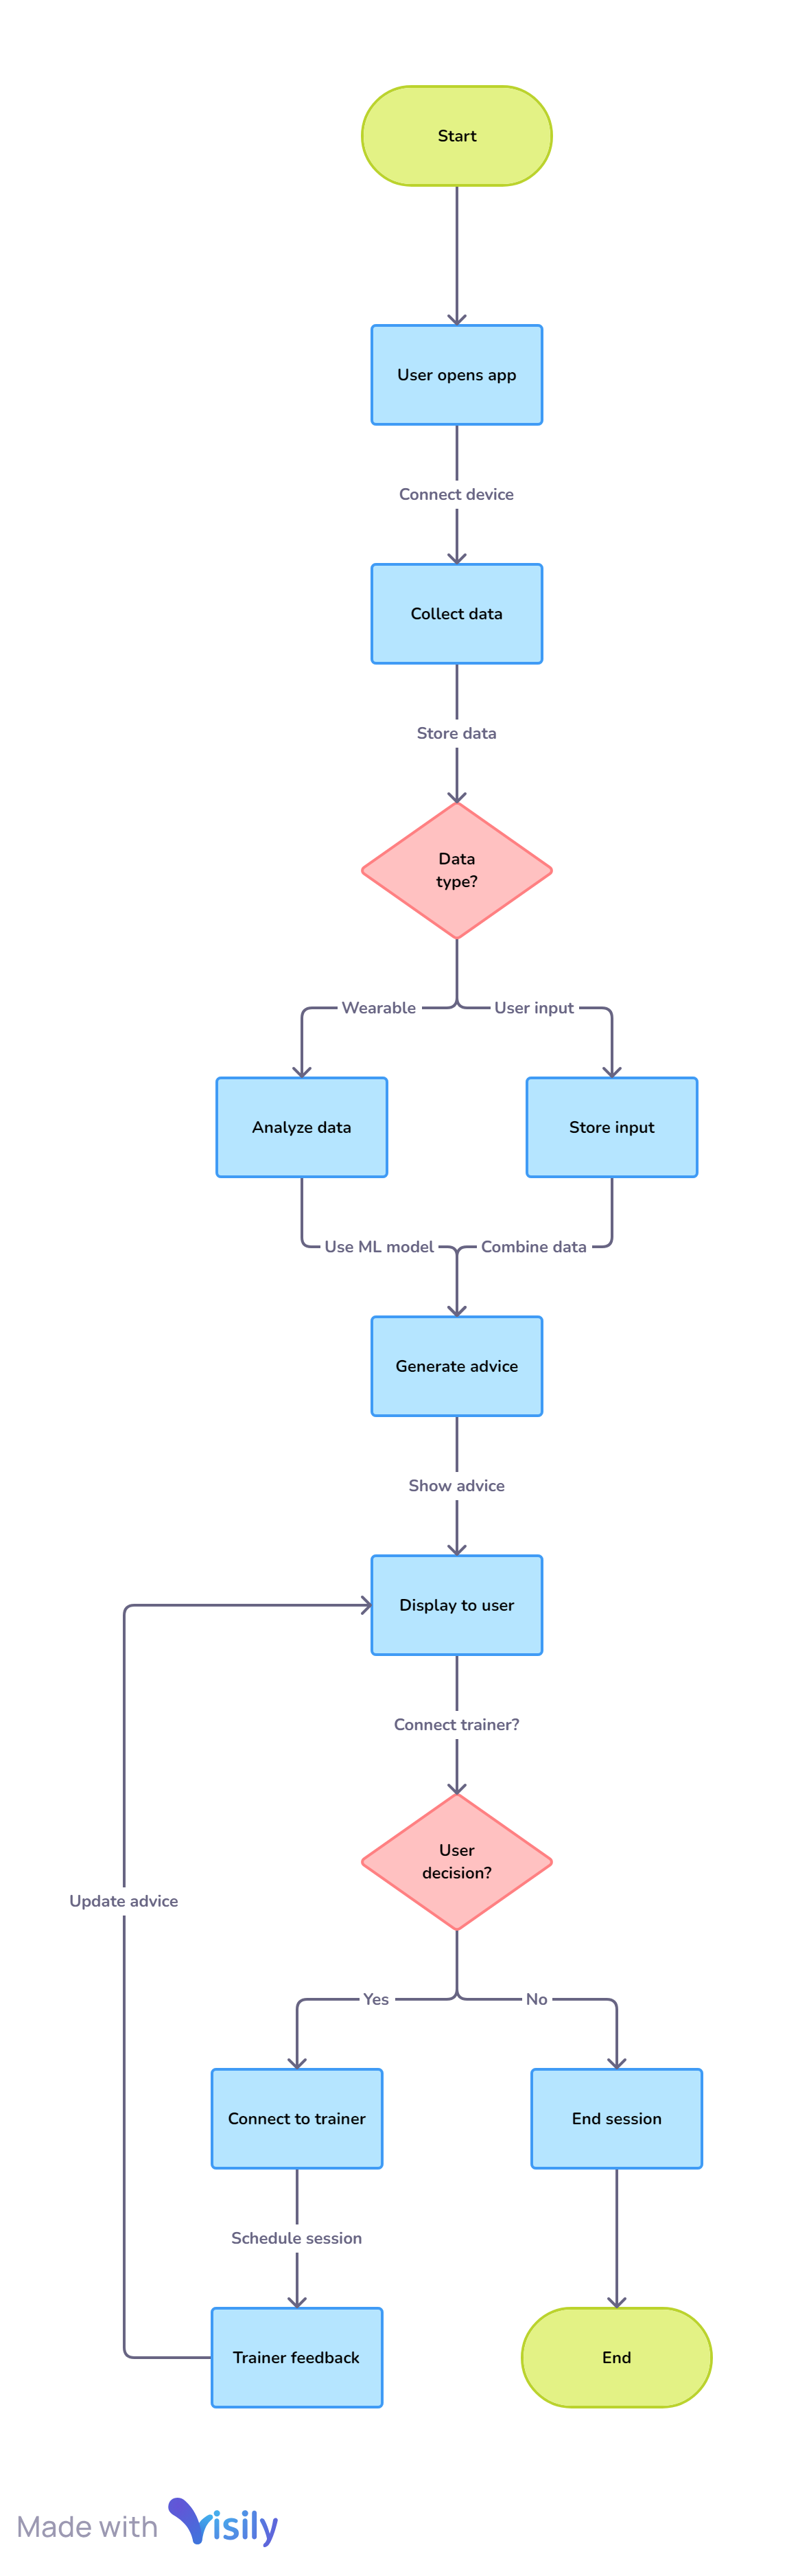 Start
User opens app
Connect device
Collect data
Store data
Data
type?
Wearable
User input
Analyze data
Store input
Use ML model
Combine data
Generate advice
Show advice
Display to user
Connect trainer?
User
decision?
Update advice
Yes
No
Connect to trainer
End session
Schedule session
Trainer feedback
End
Made with Visily